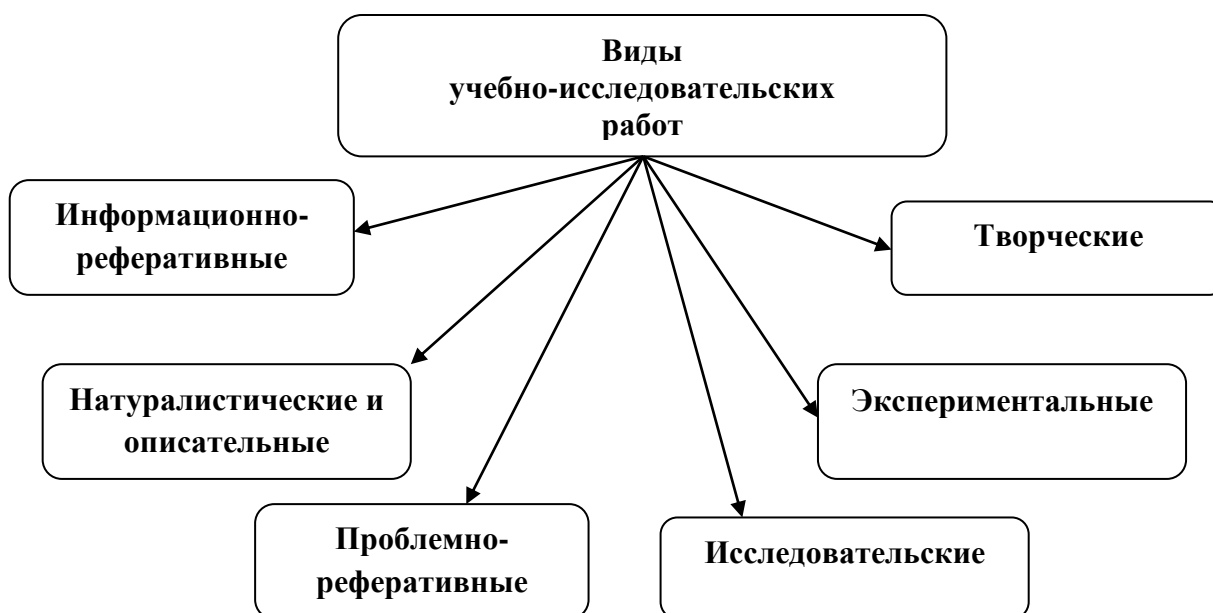 Виды
учебно-исследовательских
работ
Информационно-
реферативные
Творческие
Натуралистические и
описательные
Экспериментальные
Проблемно-
реферативные
Исследовательские